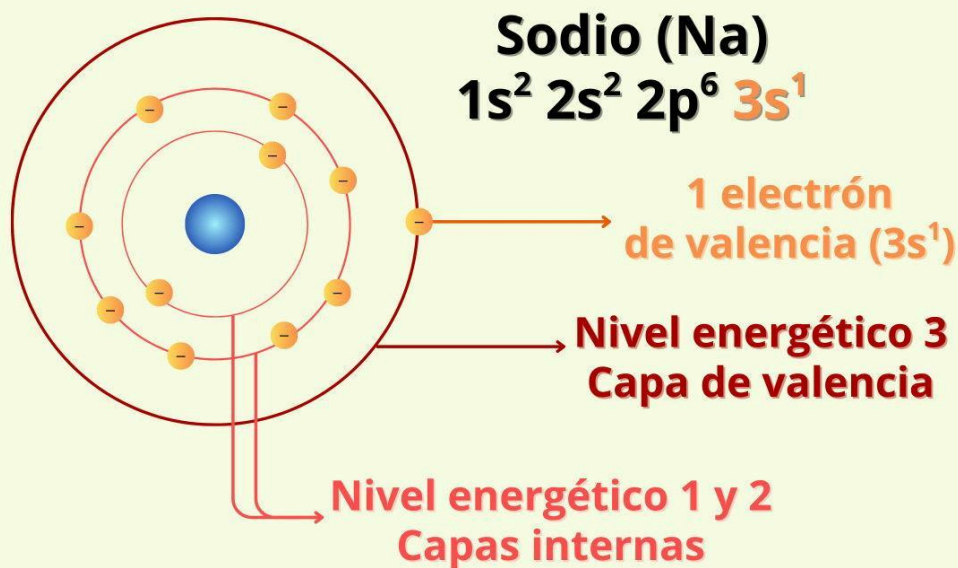 Sodio (Na)
1s² 2s² 2p⁶ 3s¹
1 electrón
de valencia (3s¹)
Nivel energético 3
Capa de valencia
Nivel energético 1 y 2
Capas internas